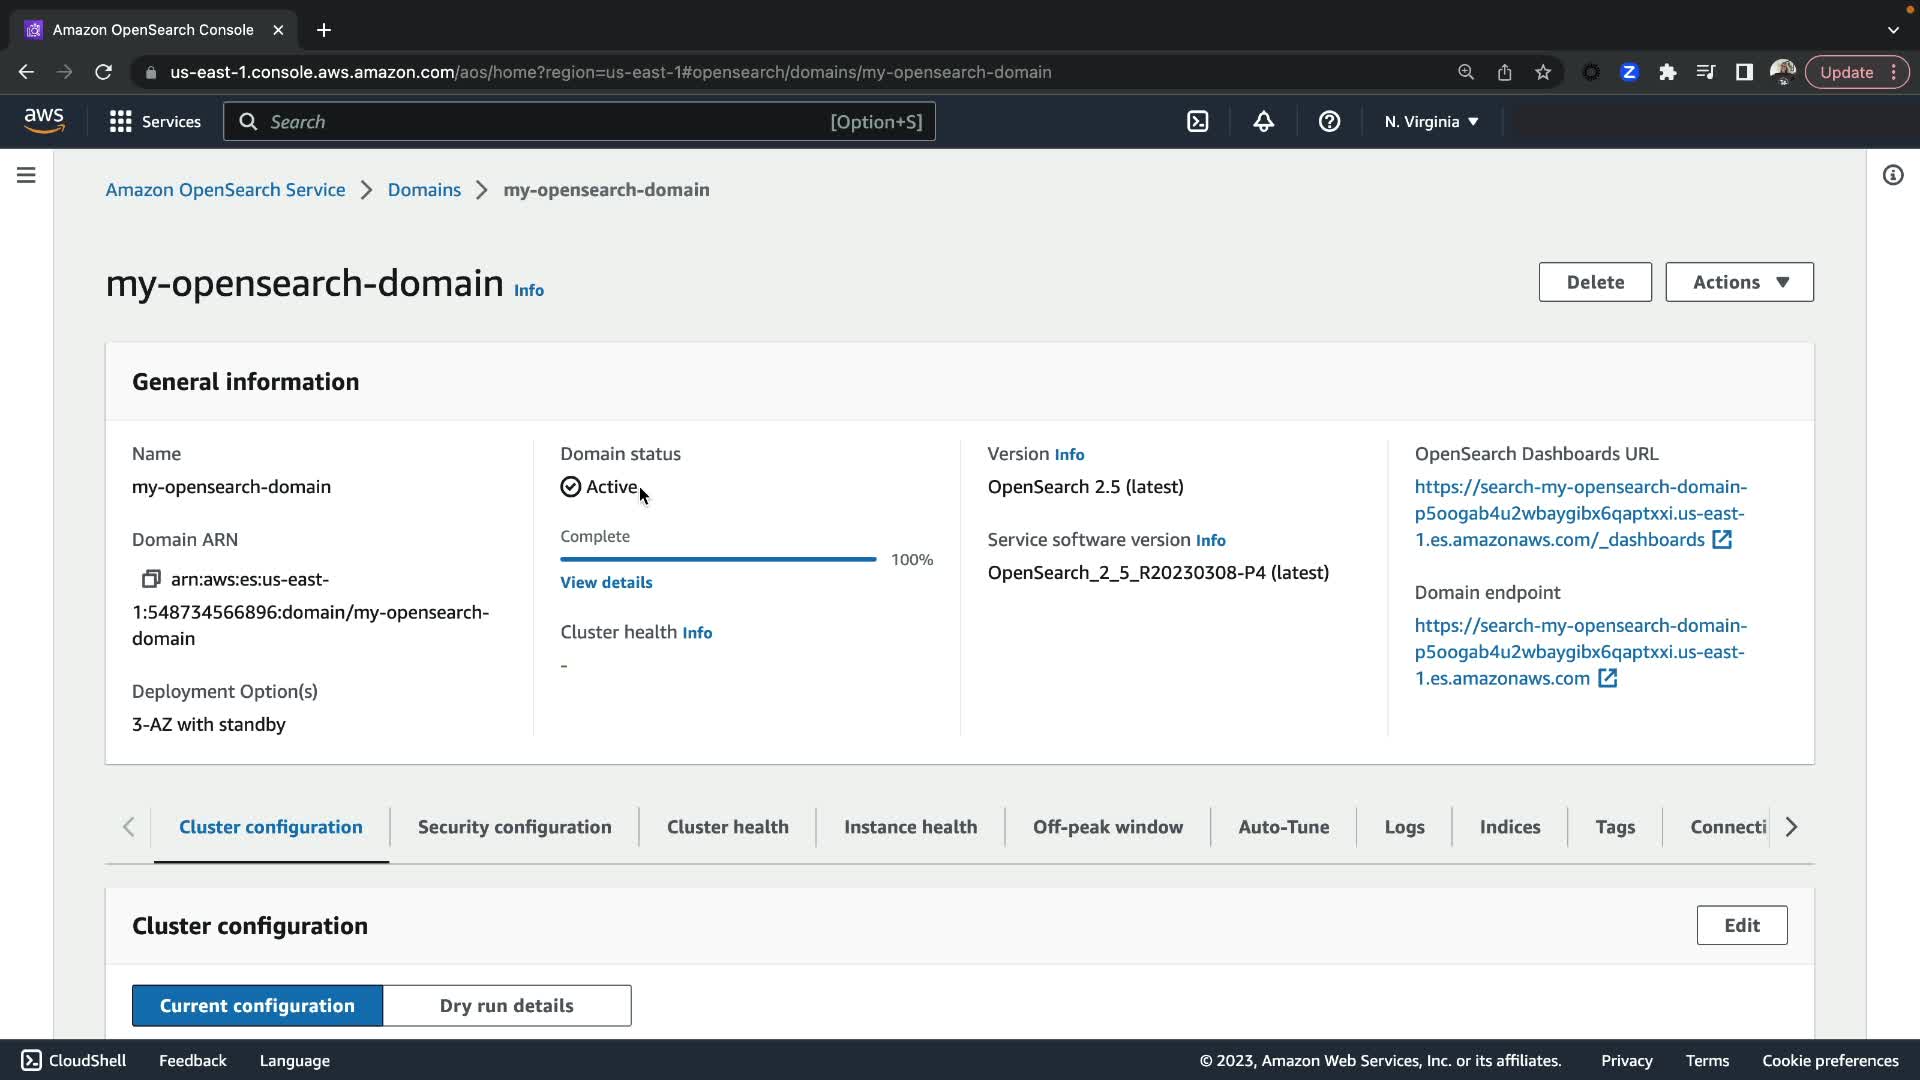 Amazon OpenSearch Console
us-east-1.console.aws.amazon.com/aos/home?region=us-east-1#opensearch/domains/my-opensearch-domain
Z
Update
aws
Services
Search
[Option+S]
N. Virginia
Amazon OpenSearch Service
Domains
my-opensearch-domain
my-opensearch-domain Info
Delete
Actions
General information
Name
my-opensearch-domain
Domain ARN
arn:aws:es:us-east-
1:548734566896:domain/my-opensearch-
domain
Deployment Option(s)
3-AZ with standby
Domain status
Active
Complete
100%
View details
Cluster health Info
-
Version Info
OpenSearch 2.5 (latest)
Service software version Info
OpenSearch_2_5_R20230308-P4 (latest)
OpenSearch Dashboards URL
https://search-my-opensearch-domain-
p5oogab4u2wbaygibx6qaptxxi.us-east-
1.es.amazonaws.com/_dashboards
Domain endpoint
https://search-my-opensearch-domain-
p5oogab4u2wbaygibx6qaptxxi.us-east-
1.es.amazonaws.com
Cluster configuration
Security configuration
Cluster health
Instance health
Off-peak window
Auto-Tune
Logs
Indices
Tags
Connecti
Cluster configuration
Edit
Current configuration
Dry run details
CloudShell
Feedback
Language
© 2023, Amazon Web Services, Inc. or its affiliates.
Privacy
Terms
Cookie preferences